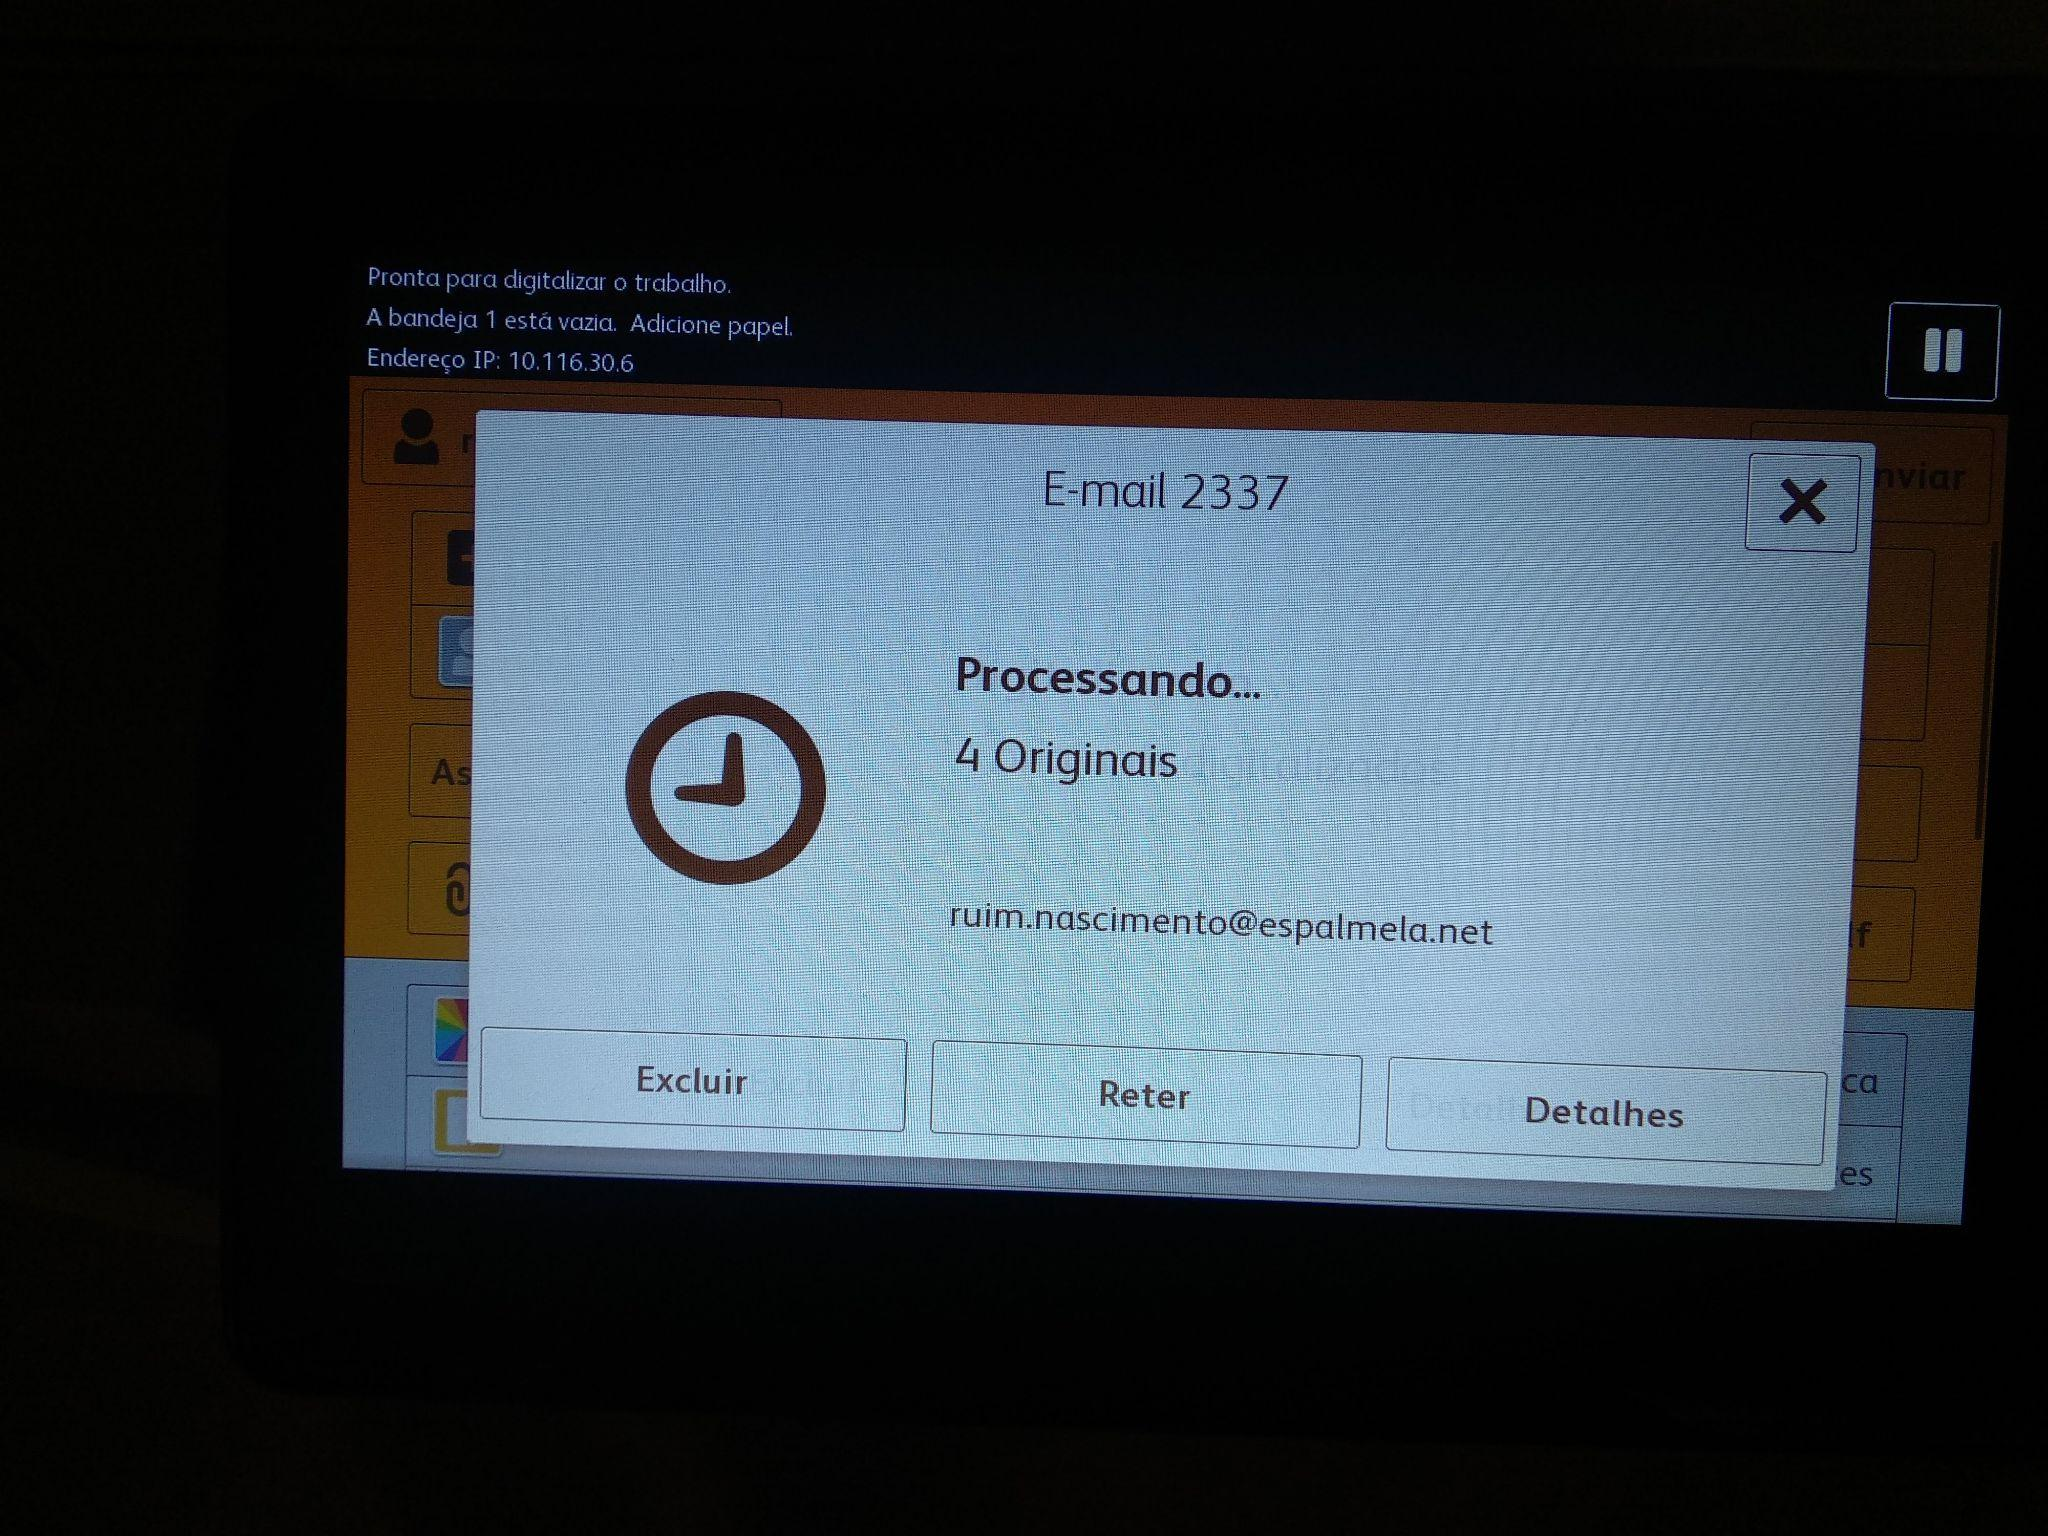 Pronta para digitalizar o trabalho.
A bandeja 1 está vazia. Adicione papel.
Endereço IP: 10.116.30.6
E-mail 2337
Processando...
4 Originais
ruim.nascimento@espalmela.net
Excluir
Reter
Detalhes